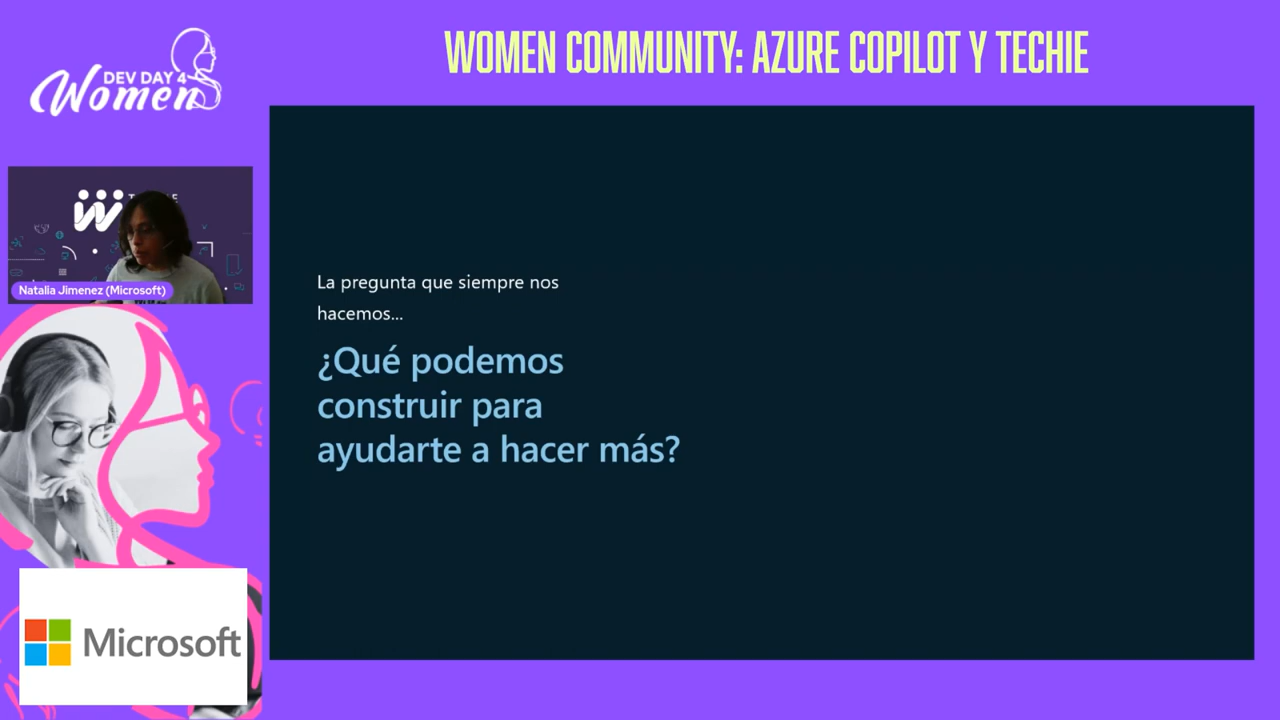 WOMEN COMMUNITY: AZURE COPILOT Y TECHIE
DEV DAY 4
Women
Natalia Jimenez (Microsoft)
La pregunta que siempre nos
hacemos...
¿Qué podemos
construir para
ayudarte a hacer más?
Microsoft